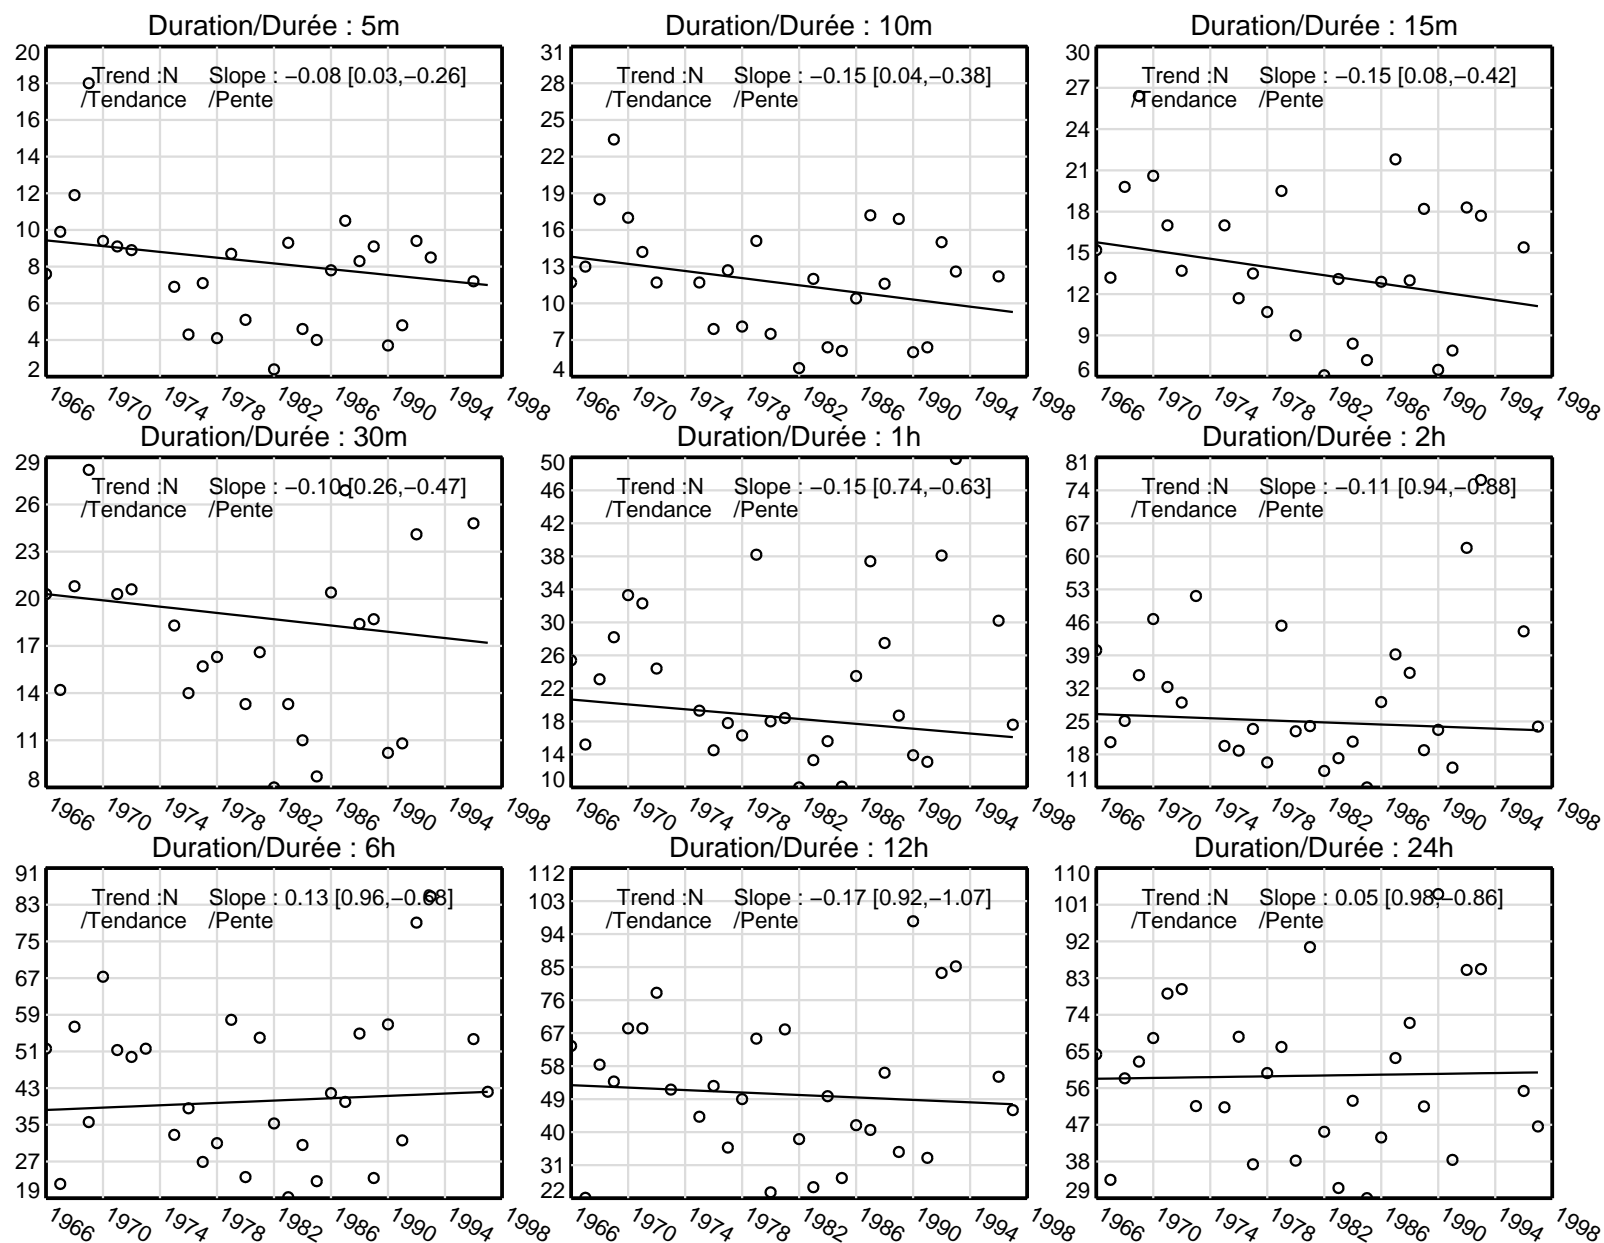 Duration/Durée : 5m
Trend :N Slope : −0.08 [0.03,−0.26]
/Tendance /Pente
20
18
16
14
12
10
8
6
4
2
1966 1970 1974 1978 1982 1986 1990 1994 1998
Duration/Durée : 10m
Trend :N Slope : −0.15 [0.04,−0.38]
/Tendance /Pente
31
28
25
22
19
16
13
10
7
4
1966 1970 1974 1978 1982 1986 1990 1994 1998
Duration/Durée : 15m
Trend :N Slope : −0.15 [0.08,−0.42]
/Tendance /Pente
30
27
24
21
18
15
12
9
6
1966 1970 1974 1978 1982 1986 1990 1994 1998
Duration/Durée : 30m
Trend :N Slope : −0.10 [0.26,−0.47]
/Tendance /Pente
29
26
23
20
17
14
11
8
1966 1970 1974 1978 1982 1986 1990 1994 1998
Duration/Durée : 1h
Trend :N Slope : −0.15 [0.74,−0.63]
/Tendance /Pente
50
46
42
38
34
30
26
22
18
14
10
1966 1970 1974 1978 1982 1986 1990 1994 1998
Duration/Durée : 2h
Trend :N Slope : −0.11 [0.94,−0.88]
/Tendance /Pente
81
74
67
60
53
46
39
32
25
18
11
1966 1970 1974 1978 1982 1986 1990 1994 1998
Duration/Durée : 6h
Trend :N Slope : 0.13 [0.96,−0.68]
/Tendance /Pente
91
83
75
67
59
51
43
35
27
19
1966 1970 1974 1978 1982 1986 1990 1994 1998
Duration/Durée : 12h
Trend :N Slope : −0.17 [0.92,−1.07]
/Tendance /Pente
112
103
94
85
76
67
58
49
40
31
22
1966 1970 1974 1978 1982 1986 1990 1994 1998
Duration/Durée : 24h
Trend :N Slope : 0.05 [0.98,−0.86]
/Tendance /Pente
110
101
92
83
74
65
56
47
38
29
1966 1970 1974 1978 1982 1986 1990 1994 1998